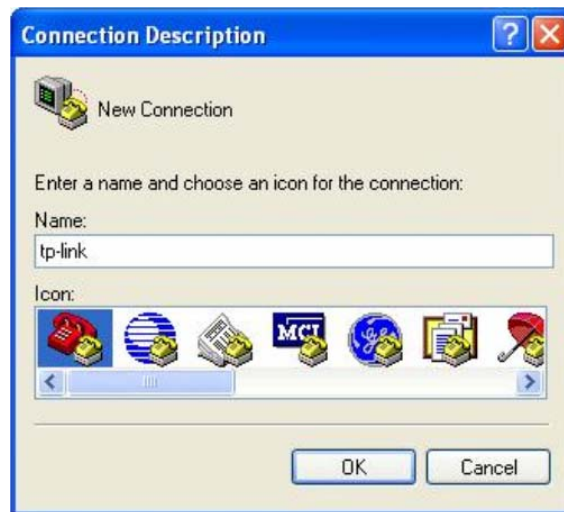 Connection Description
New Connection
Enter a name and choose an icon for the connection:
Name:
tp-link
Icon:
MCI
OK
Cancel